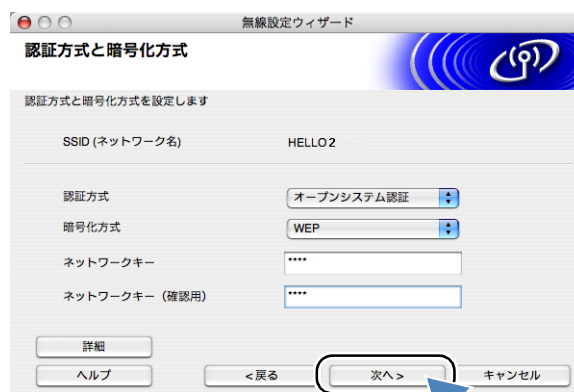 無線設定ウィザード
認証方式と暗号化方式
認証方式と暗号化方式を設定します
SSID (ネットワーク名) HELLO2
認証方式 オープンシステム認証
暗号化方式 WEP
ネットワークキー ****
ネットワークキー（確認用） ****
詳細
ヘルプ <戻る 次へ> キャンセル